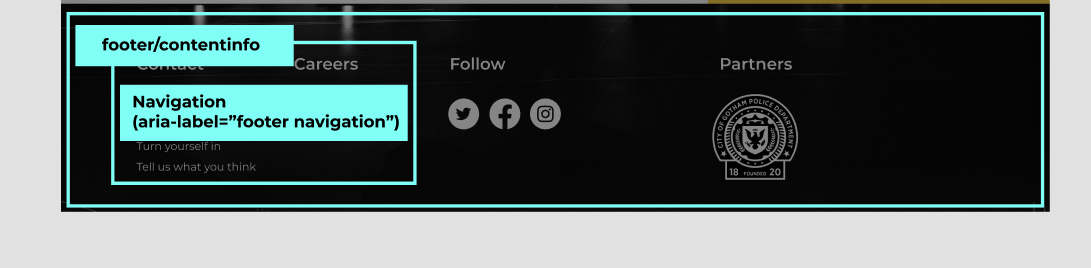 footer/contentinfo
Contact
Careers
Follow
Partners
Navigation
(aria-label=”footer navigation”)
Turn yourself in
Tell us what you think
CITY OF GOTHAM POLICE DEPARTMENT
18 FOUNDED 20